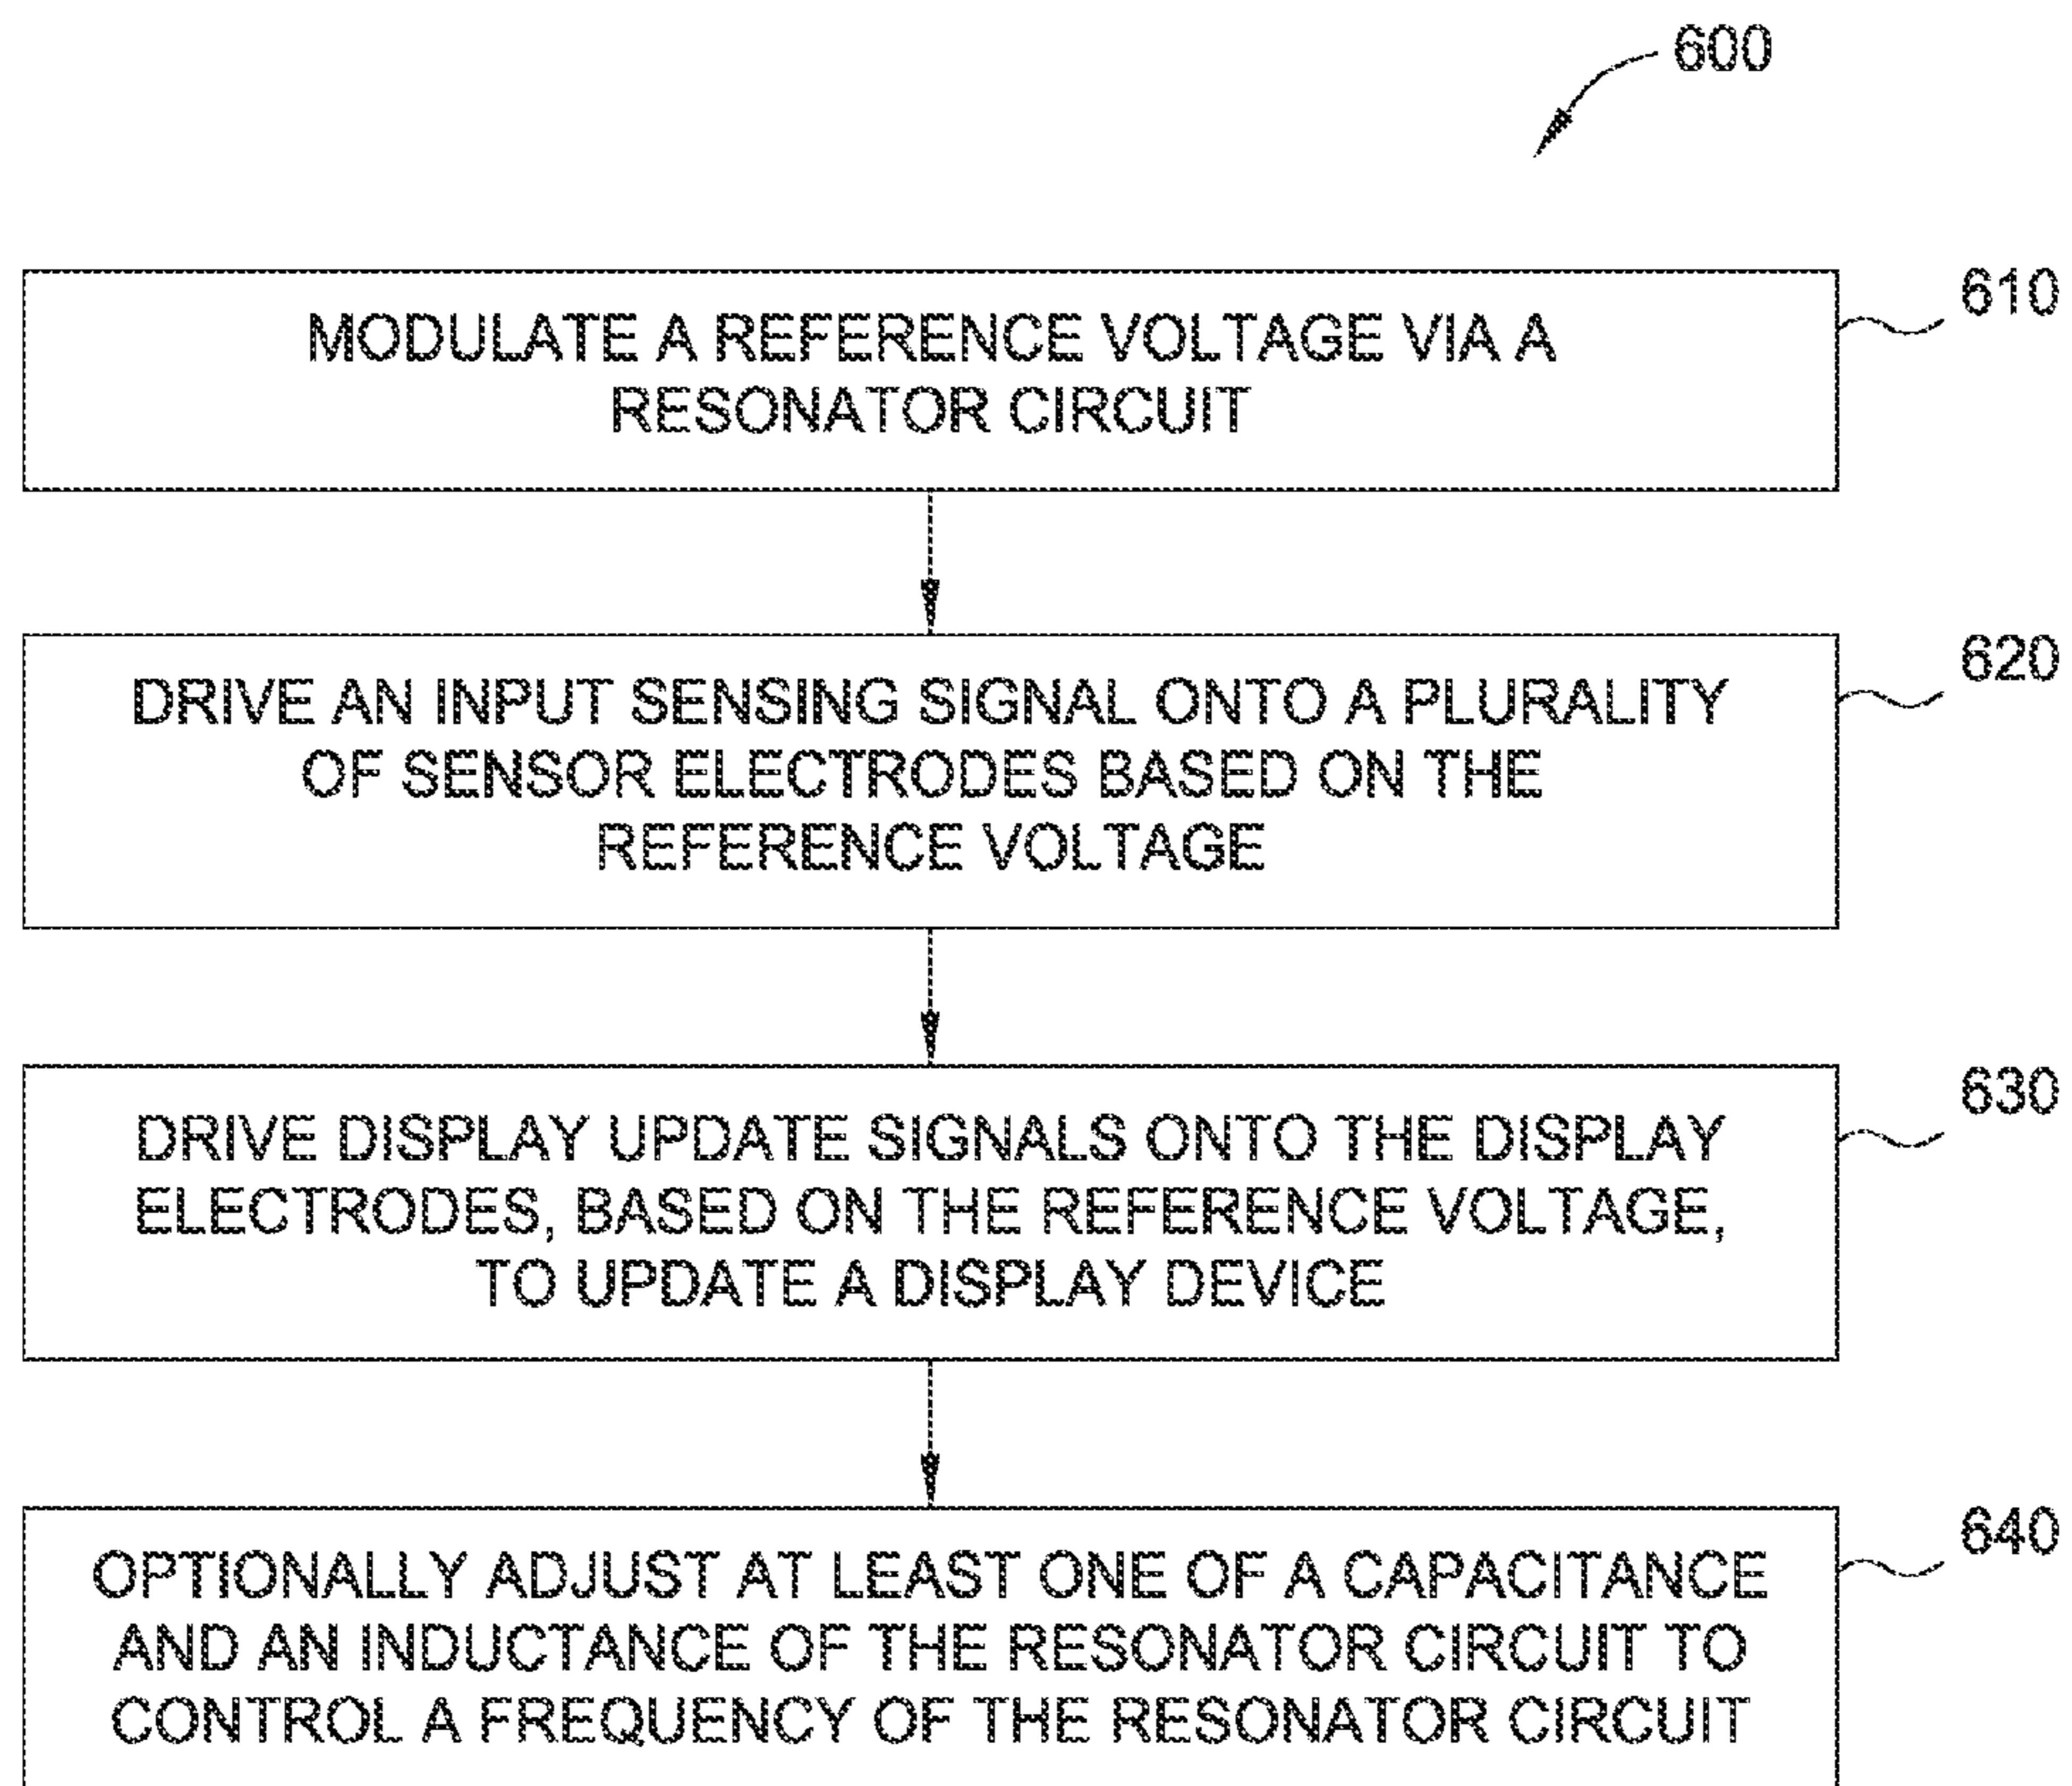 600
MODULATE A REFERENCE VOLTAGE VIA A
RESONATOR CIRCUIT
610
DRIVE AN INPUT SENSING SIGNAL ONTO A PLURALITY
OF SENSOR ELECTRODES BASED ON THE
REFERENCE VOLTAGE
620
DRIVE DISPLAY UPDATE SIGNALS ONTO THE DISPLAY
ELECTRODES, BASED ON THE REFERENCE VOLTAGE,
TO UPDATE A DISPLAY DEVICE
630
OPTIONALLY ADJUST AT LEAST ONE OF A CAPACITANCE
AND AN INDUCTANCE OF THE RESONATOR CIRCUIT TO
CONTROL A FREQUENCY OF THE RESONATOR CIRCUIT
640